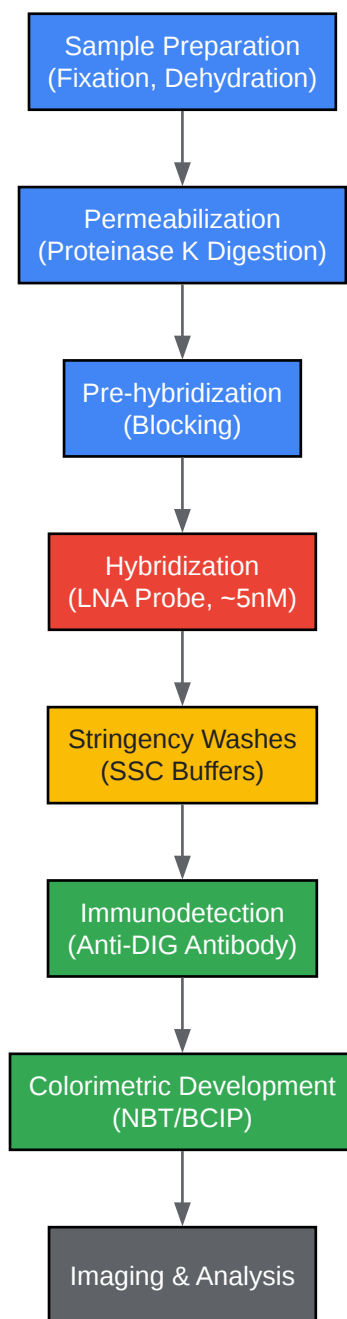 Sample Preparation
(Fixation, Dehydration)
Permeabilization
(Proteinase K Digestion)
Pre-hybridization
(Blocking)
Hybridization
(LNA Probe, ~5nM)
Stringency Washes
(SSC Buffers)
Immunodetection
(Anti-DIG Antibody)
Colorimetric Development
(NBT/BCIP)
Imaging & Analysis